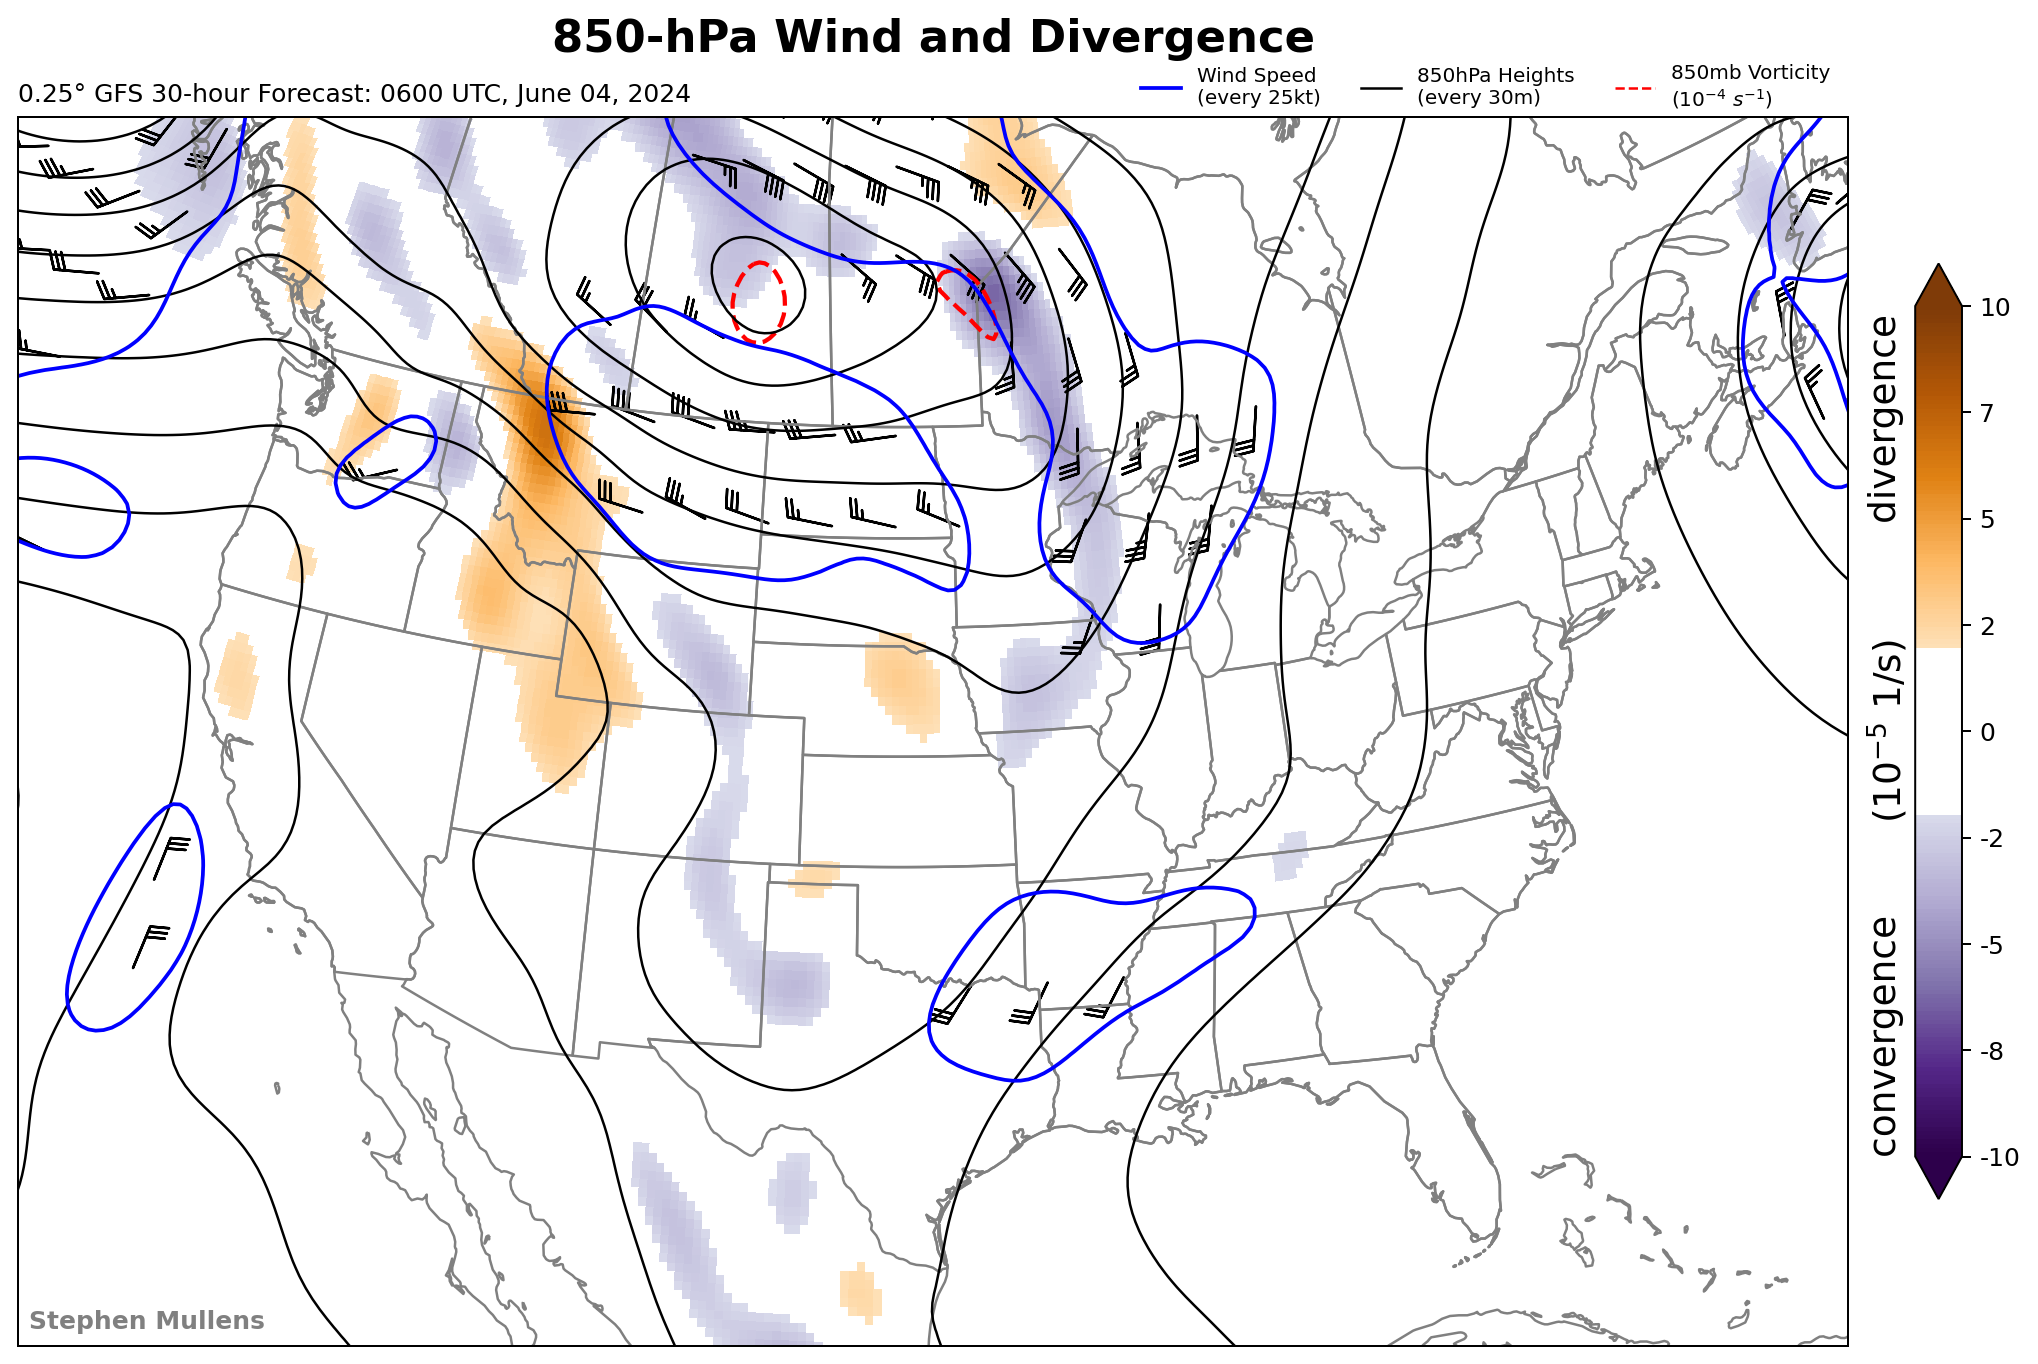 850-hPa Wind and Divergence
0.25° GFS 30-hour Forecast: 0600 UTC, June 04, 2024
Wind Speed
(every 25kt)
850hPa Heights
(every 30m)
850mb Vorticity
(10⁻⁴ s⁻¹)
10
7
5
2
0
-2
-5
-8
-10
convergence (10⁻⁵ 1/s) divergence
Stephen Mullens